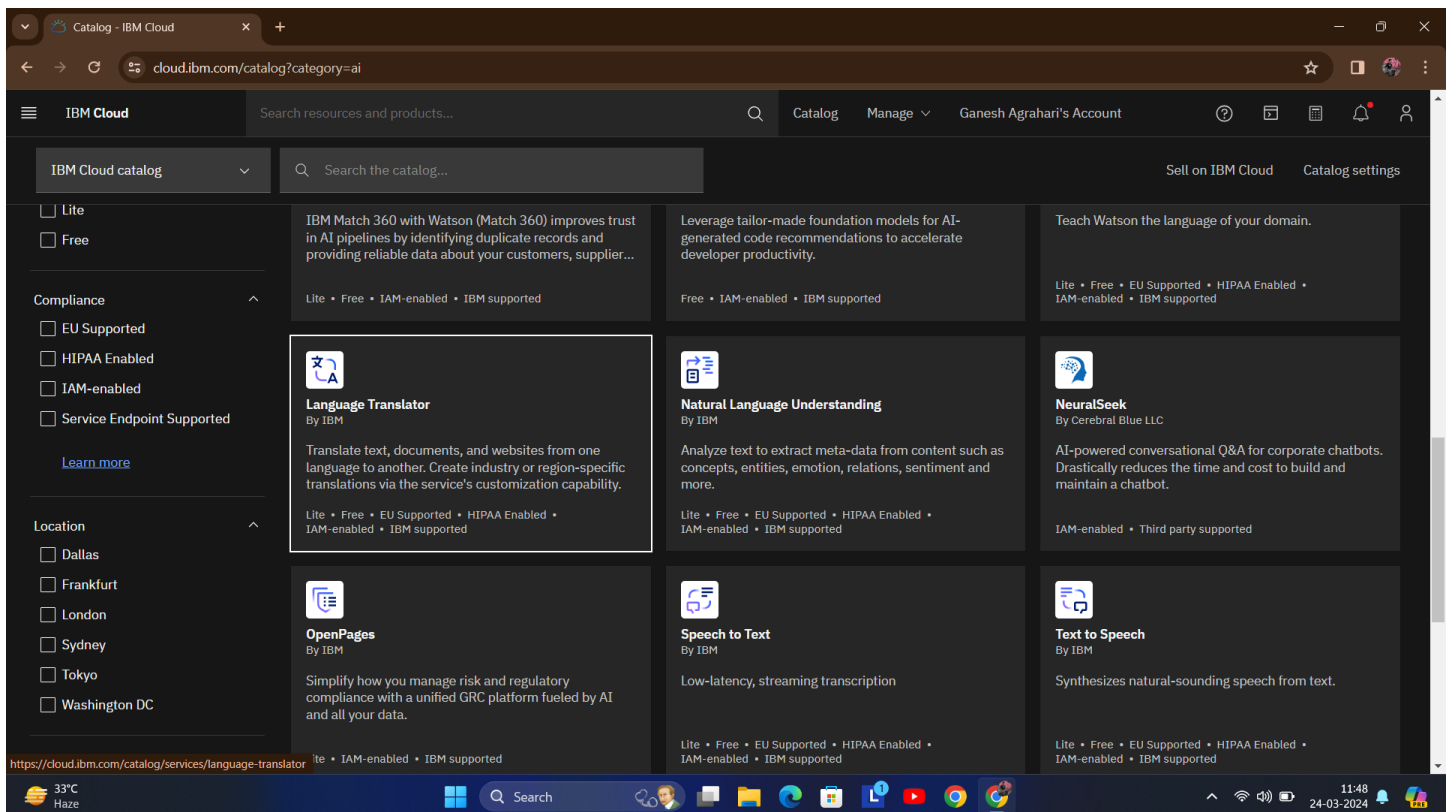 Catalog - IBM Cloud
cloud.ibm.com/catalog?category=ai
IBM Cloud
Search resources and products...
Catalog
Manage
Ganesh Agrahari's Account
IBM Cloud catalog
Search the catalog...
Sell on IBM Cloud
Catalog settings
Lite
Free
Compliance
EU Supported
HIPAA Enabled
IAM-enabled
Service Endpoint Supported
Learn more
Location
Dallas
Frankfurt
London
Sydney
Tokyo
Washington DC
IBM Match 360 with Watson (Match 360) improves trust
in AI pipelines by identifying duplicate records and
providing reliable data about your customers, supplier...
Lite • Free • IAM-enabled • IBM supported
Leverage tailor-made foundation models for AI-
generated code recommendations to accelerate
developer productivity.
Free • IAM-enabled • IBM supported
Teach Watson the language of your domain.
Lite • Free • EU Supported • HIPAA Enabled •
IAM-enabled • IBM supported
Language Translator
By IBM
Translate text, documents, and websites from one
language to another. Create industry or region-specific
translations via the service's customization capability.
Lite • Free • EU Supported • HIPAA Enabled •
IAM-enabled • IBM supported
Natural Language Understanding
By IBM
Analyze text to extract meta-data from content such as
concepts, entities, emotion, relations, sentiment and
more.
Lite • Free • EU Supported • HIPAA Enabled •
IAM-enabled • IBM supported
NeuralSeek
By Cerebral Blue LLC
AI-powered conversational Q&A for corporate chatbots.
Drastically reduces the time and cost to build and
maintain a chatbot.
IAM-enabled • Third party supported
OpenPages
By IBM
Simplify how you manage risk and regulatory
compliance with a unified GRC platform fueled by AI
and all your data.
ite • IAM-enabled • IBM supported
Speech to Text
By IBM
Low-latency, streaming transcription
Lite • Free • EU Supported • HIPAA Enabled •
IAM-enabled • IBM supported
Text to Speech
By IBM
Synthesizes natural-sounding speech from text.
Lite • Free • EU Supported • HIPAA Enabled •
IAM-enabled • IBM supported
https://cloud.ibm.com/catalog/services/language-translator
33°C
Haze
Search
L
9
11:48
24-03-2024
PRE